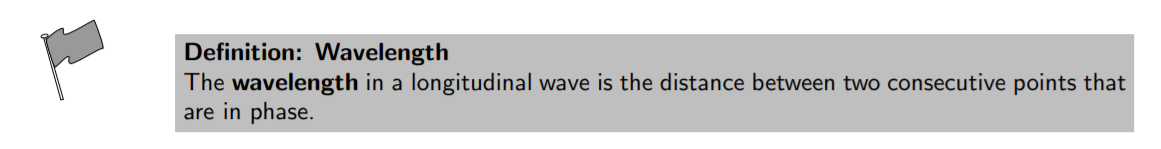 Definition: Wavelength
The wavelength in a longitudinal wave is the distance between two consecutive points that
are in phase.